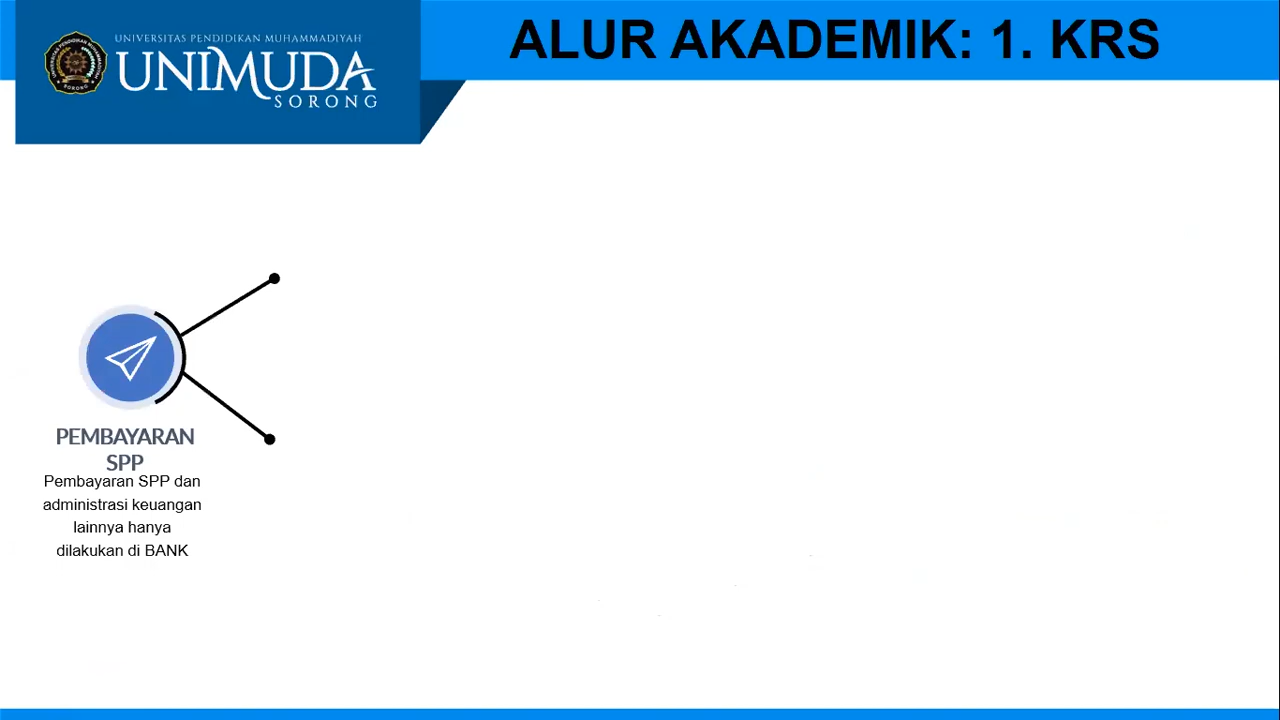 UNIVERSITAS PENDIDIKAN MUHAMMADIYAH
UNIMUDA
SORONG
ALUR AKADEMIK: 1. KRS
PEMBAYARAN
SPP
Pembayaran SPP dan
administrasi keuangan
lainnya hanya
dilakukan di BANK